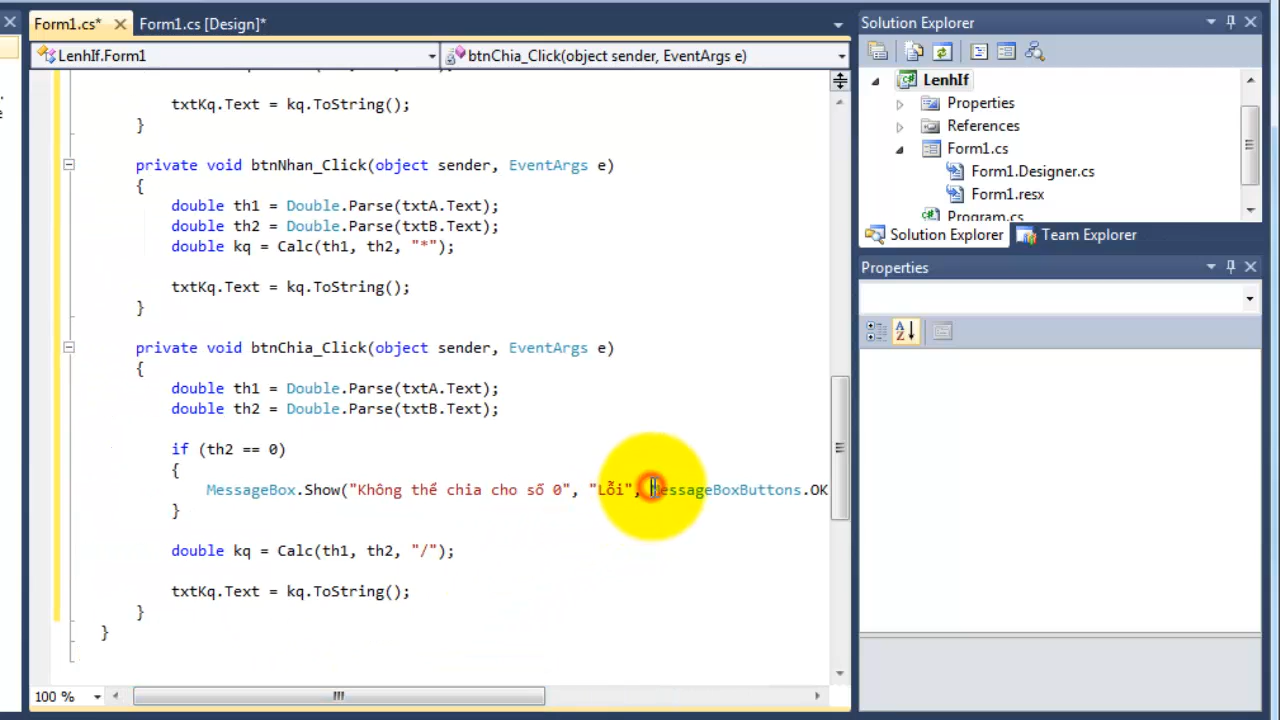 Form1.cs* Form1.cs [Design]*
LenhIf.Form1 btnChia_Click(object sender, EventArgs e)
txtKq.Text = kq.ToString();
}
private void btnNhan_Click(object sender, EventArgs e)
{
double th1 = Double.Parse(txtA.Text);
double th2 = Double.Parse(txtB.Text);
double kq = Calc(th1, th2, "*");
txtKq.Text = kq.ToString();
}
private void btnChia_Click(object sender, EventArgs e)
{
double th1 = Double.Parse(txtA.Text);
double th2 = Double.Parse(txtB.Text);
if (th2 == 0)
{
MessageBox.Show("Không thể chia cho số 0", "Lỗi", MessageBoxButtons.OK
}
double kq = Calc(th1, th2, "/");
txtKq.Text = kq.ToString();
}
}
100 %
Solution Explorer
LenhIf
Properties
References
Form1.cs
Form1.Designer.cs
Form1.resx
Program.cs
Solution Explorer Team Explorer
Properties